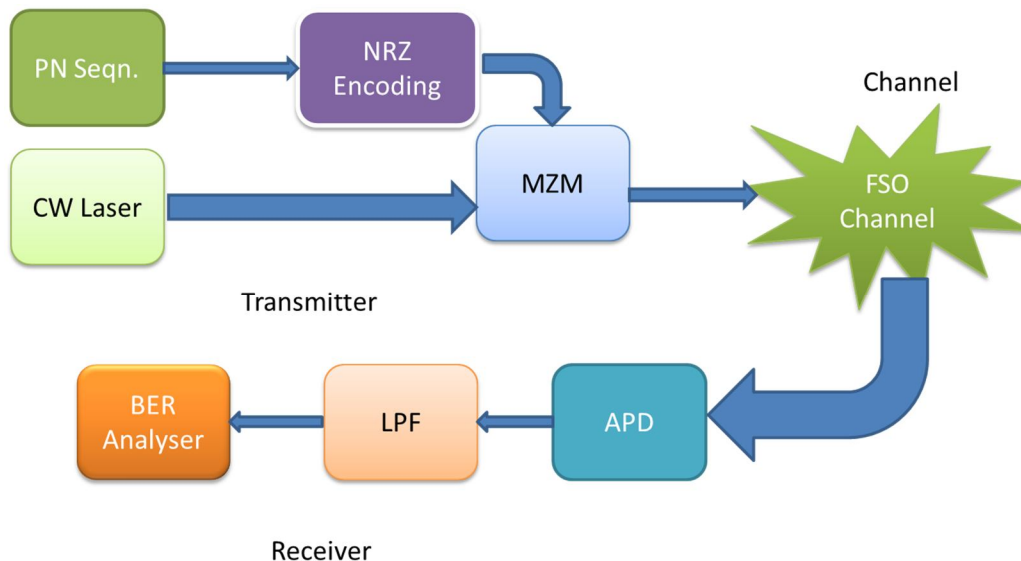 PN Seqn.
NRZ
Encoding
Channel
CW Laser
MZM
FSO
Channel
Transmitter
BER
Analyser
LPF
APD
Receiver